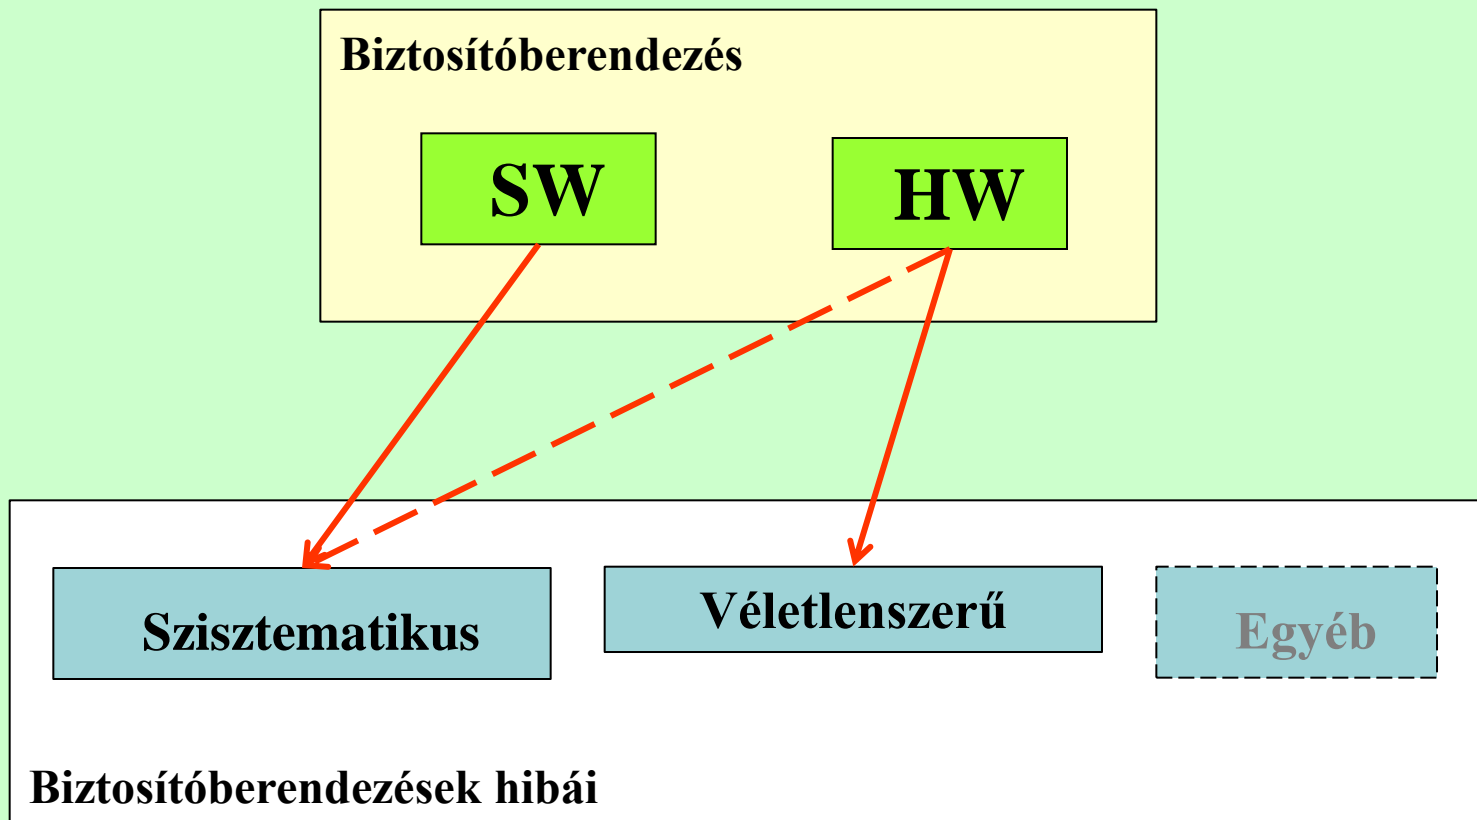 Biztosítóberendezés
SW
HW
Szisztematikus
Véletlenszerű
Egyéb
Biztosítóberendezések hibái